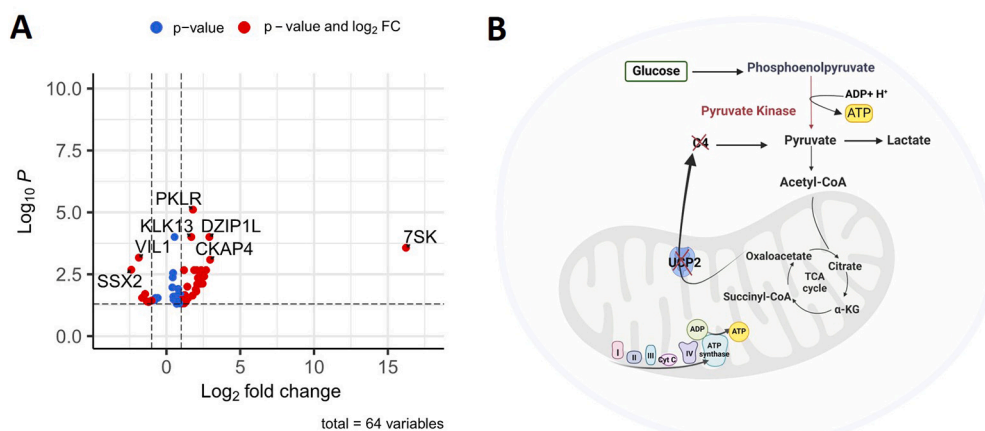 A
p-value
p - value and log2 FC
Log10 P
10.0
7.5
5.0
2.5
0.0
PKLR
KLK13
DZIP1L
VIL1
CKAP4
7SK
SSX2
0
5
10
15
Log2 fold change
total = 64 variables
B
Glucose
Phosphoenolpyruvate
ADP+ H+
ATP
Pyruvate Kinase
C4
Pyruvate
Lactate
Acetyl-CoA
UCP2
Oxaloacetate
Citrate
TCA
cycle
Succinyl-CoA
α-KG
ADP
ATP
I
II
III
Cyt C
IV
ATP
synthase